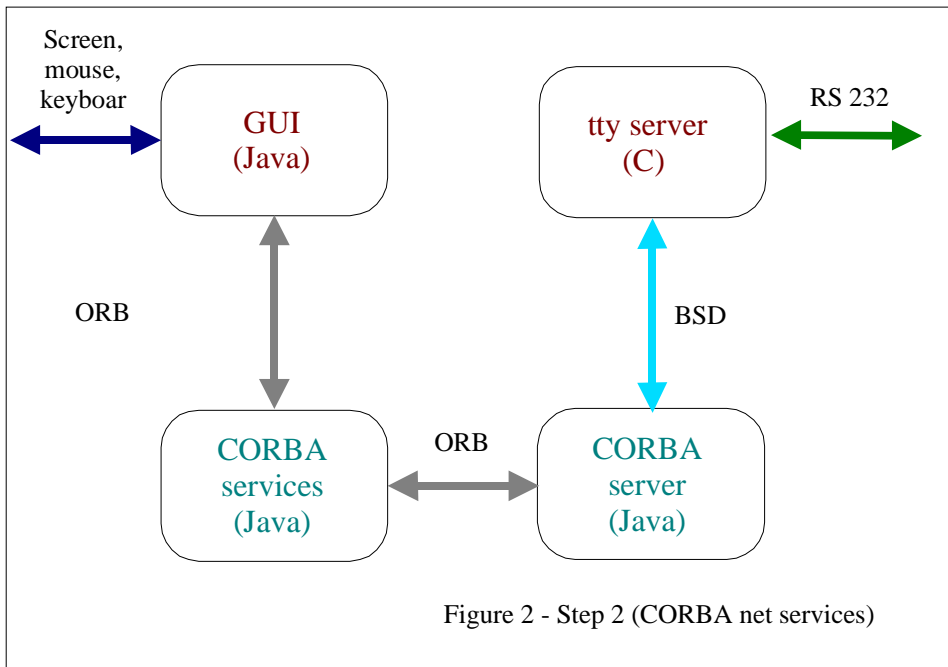 Screen,
mouse,
keyboar
GUI
(Java)
tty server
(C)
RS 232
ORB
BSD
CORBA
services
(Java)
ORB
CORBA
server
(Java)
Figure 2 - Step 2 (CORBA net services)